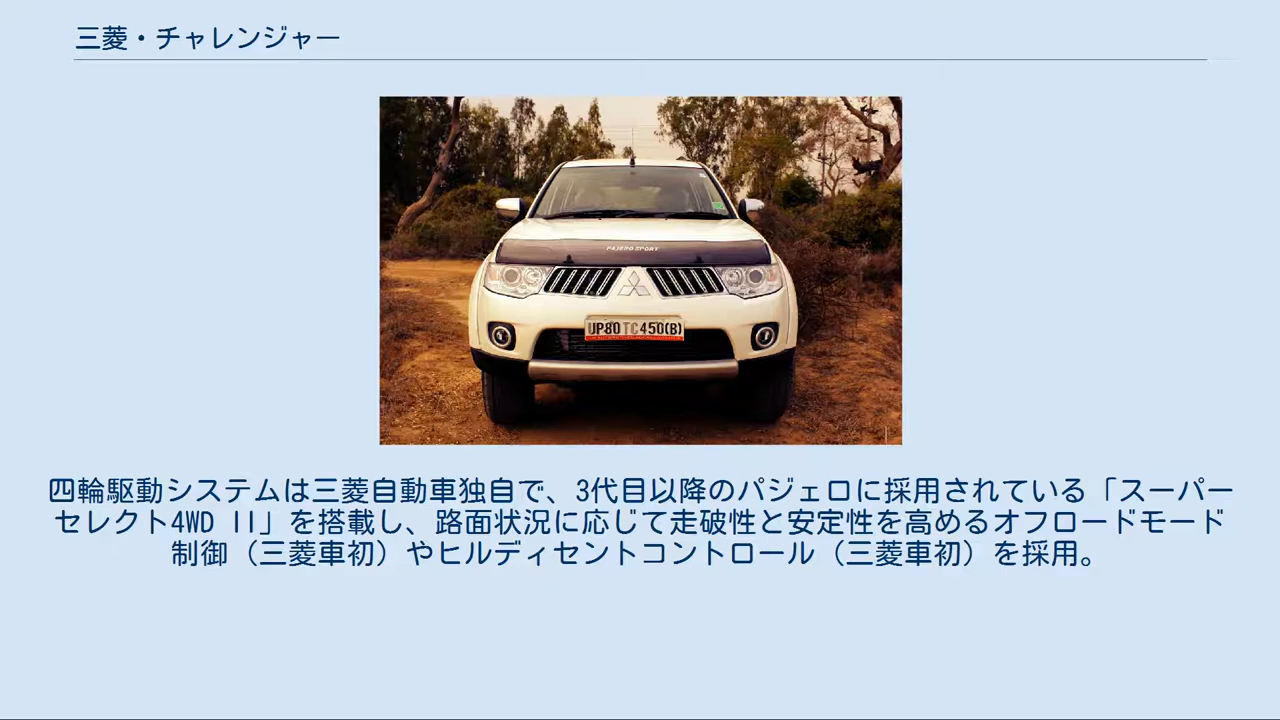 三菱・チャレンジャー
PAJERO SPORT
UP80 TC450(B)
四輪駆動システムは三菱自動車独自で、3代目以降のパジェロに採用されている「スーパー
セレクト4WD II」を搭載し、路面状況に応じて走破性と安定性を高めるオフロードモード
制御（三菱車初）やヒルディセントコントロール（三菱車初）を採用。